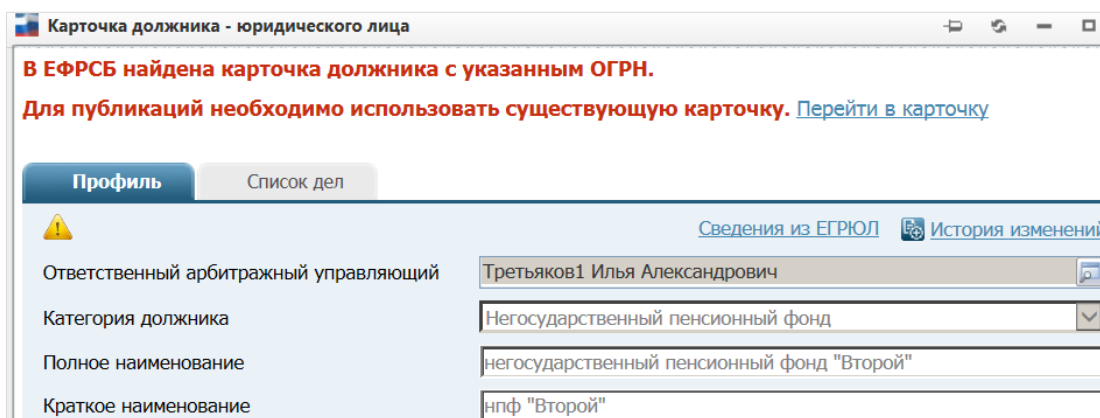 Карточка должника - юридического лица
В ЕФРСБ найдена карточка должника с указанным ОГРН.
Для публикаций необходимо использовать существующую карточку. Перейти в карточку
Профиль Список дел
Сведения из ЕГРЮЛ История изменений
Ответственный арбитражный управляющий Третьяков1 Илья Александрович
Категория должника Негосударственный пенсионный фонд
Полное наименование негосударственный пенсионный фонд "Второй"
Краткое наименование нпф "Второй"